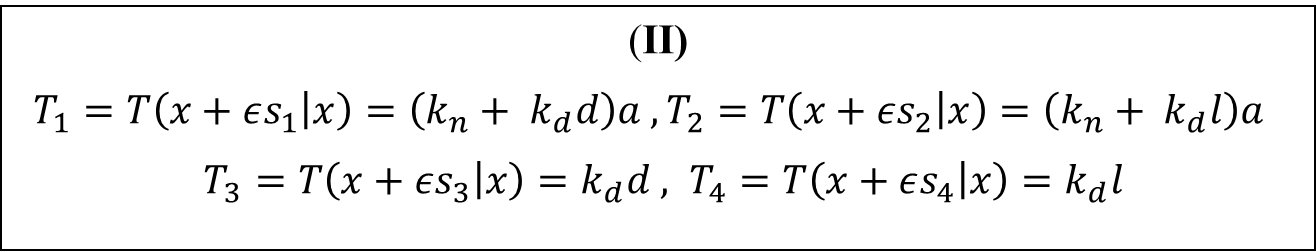 (II)
T₁ = T(x + ϵs₁|x) = (kₙ + k_d d)a , T₂ = T(x + ϵs₂|x) = (kₙ + k_d l)a
T₃ = T(x + ϵs₃|x) = k_d d , T₄ = T(x + ϵs₄|x) = k_d l